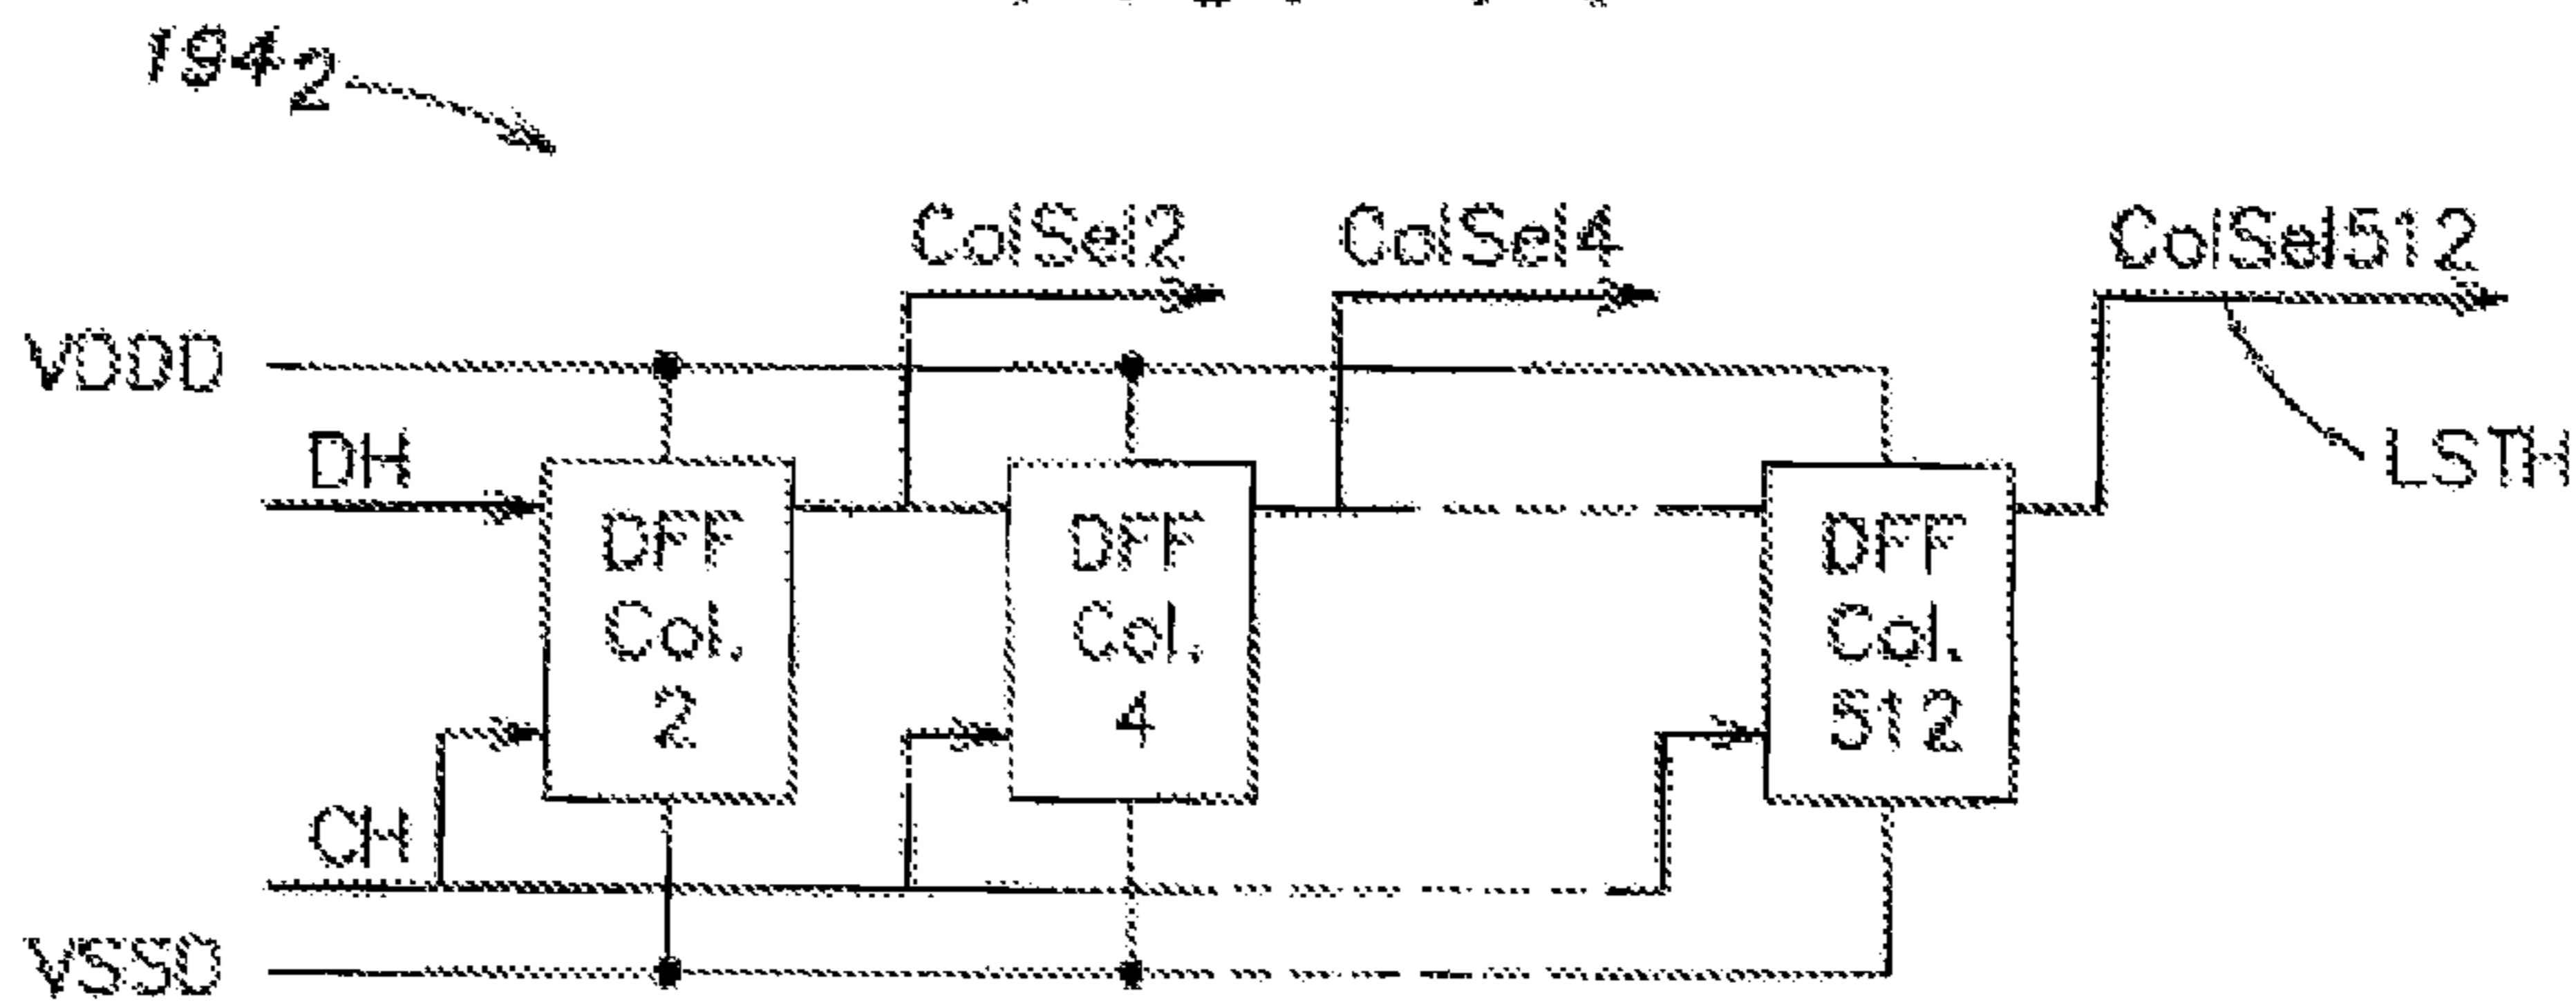 194₂
ColSel2
ColSel4
ColSel512
VDDD
DH
LSTH
DFF
Col.
2
DFF
Col.
4
DFF
Col.
512
CH
VSSD